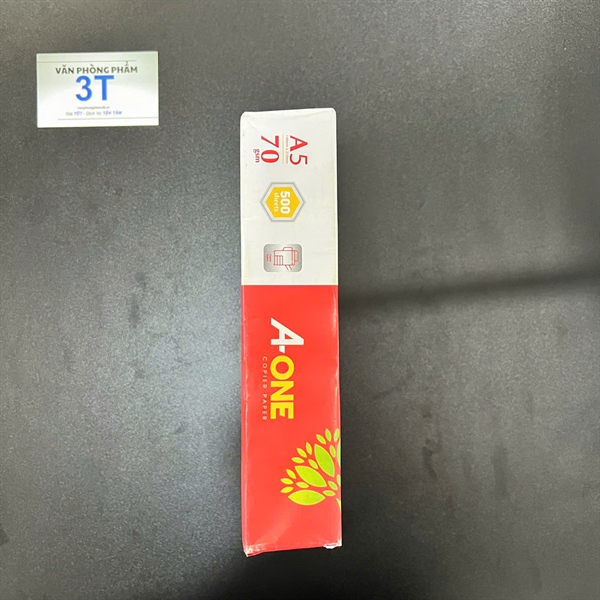 VĂN PHÒNG PHẨM
3T
A5
70
gsm
500
sheets
A-ONE
COPIER PAPER